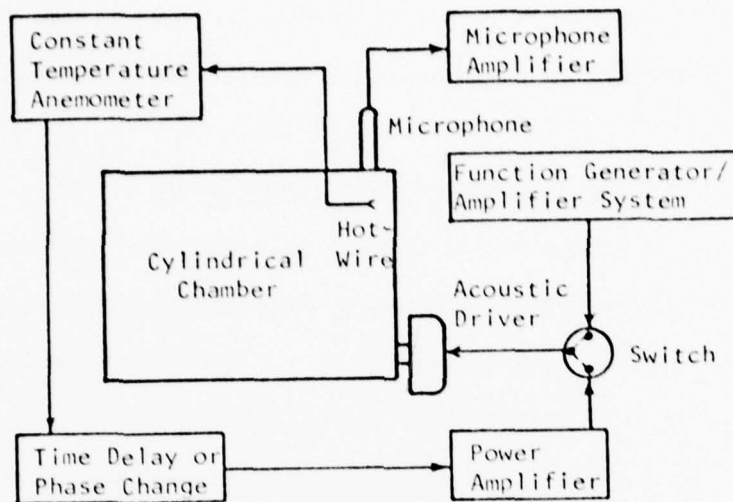 Constant
Temperature
Anemometer
Microphone
Amplifier
Microphone
Function Generator/
Amplifier System
Hot-
Wire
Cylindrical
Chamber
Acoustic
Driver
Switch
Time Delay or
Phase Change
Power
Amplifier